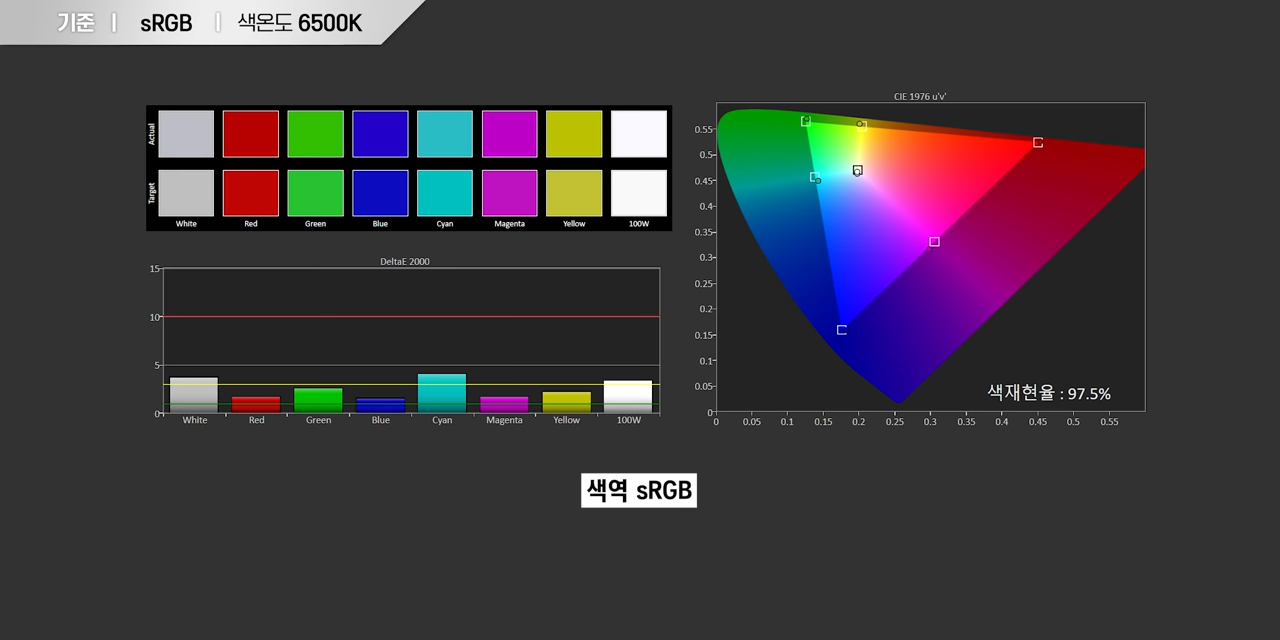 기준 | sRGB | 색온도 6500K
Actual
Target
White Red Green Blue Cyan Magenta Yellow 100W
DeltaE 2000
15
10
5
0
White Red Green Blue Cyan Magenta Yellow 100W
CIE 1976 u'v'
0.55
0.5
0.45
0.4
0.35
0.3
0.25
0.2
0.15
0.1
0.05
0
0 0.05 0.1 0.15 0.2 0.25 0.3 0.35 0.4 0.45 0.5 0.55
색재현율 : 97.5%
색역 sRGB